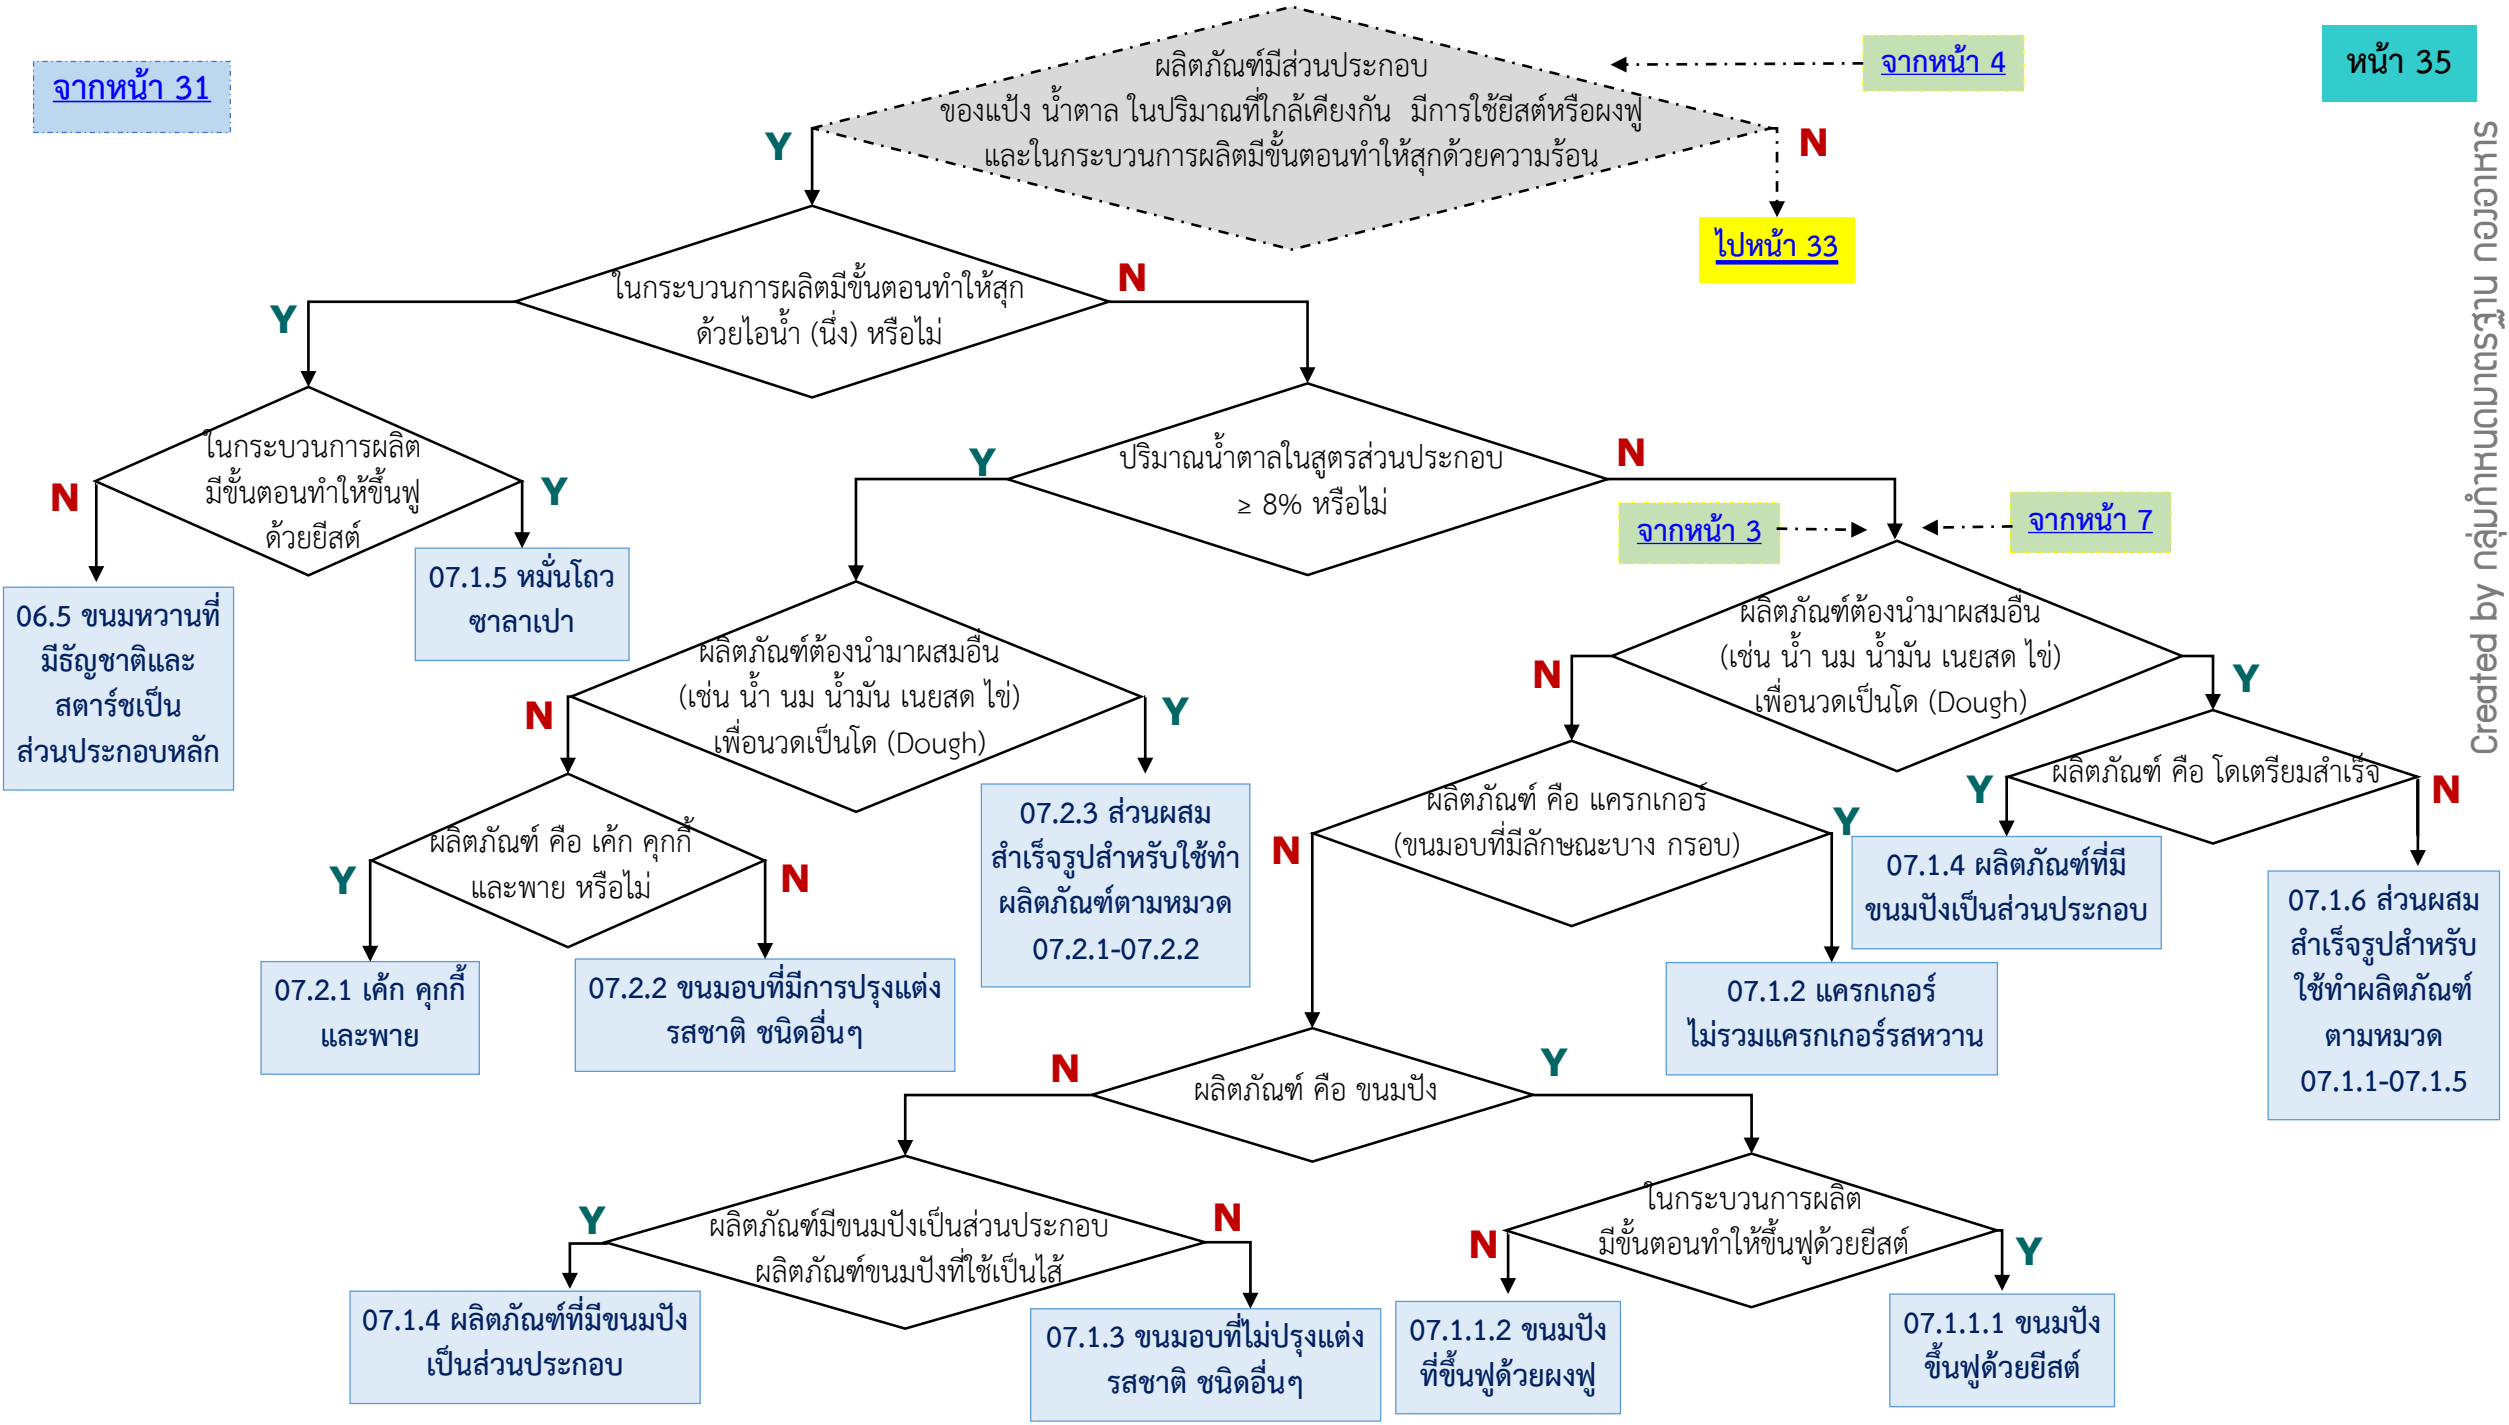 จากหน้า 31
ผลิตภัณฑ์มีส่วนประกอบ
ของแป้ง น้ำตาล ในปริมาณที่ใกล้เคียงกัน มีการใช้ยีสต์หรือผงฟู
และในกระบวนการผลิตมีขั้นตอนทำให้สุกด้วยความร้อน
จากหน้า 4
หน้า 35
Y
N
ไปหน้า 33
ในกระบวนการผลิตมีขั้นตอนทำให้สุก
ด้วยไอน้ำ (นึ่ง) หรือไม่
Y
N
ในกระบวนการผลิต
มีขั้นตอนทำให้ขึ้นฟู
ด้วยยีสต์
N
Y
06.5 ขนมหวานที่
มีธัญชาติและ
สตาร์ชเป็น
ส่วนประกอบหลัก
07.1.5 หมั่นโถว
ซาลาเปา
ปริมาณน้ำตาลในสูตรส่วนประกอบ
≥ 8% หรือไม่
Y
N
จากหน้า 3
จากหน้า 7
ผลิตภัณฑ์ต้องนำมาผสมอื่น
(เช่น น้ำ นม น้ำมัน เนยสด ไข่)
เพื่อนวดเป็นโด (Dough)
N
Y
ผลิตภัณฑ์ต้องนำมาผสมอื่น
(เช่น น้ำ นม น้ำมัน เนยสด ไข่)
เพื่อนวดเป็นโด (Dough)
N
Y
ผลิตภัณฑ์ คือ เค้ก คุกกี้
และพาย หรือไม่
Y
N
07.2.3 ส่วนผสม
สำเร็จรูปสำหรับใช้ทำ
ผลิตภัณฑ์ตามหมวด
07.2.1-07.2.2
ผลิตภัณฑ์ คือ แครกเกอร์
(ขนมอบที่มีลักษณะบาง กรอบ)
N
Y
ผลิตภัณฑ์ คือ โดเตรียมสำเร็จ
Y
N
07.1.4 ผลิตภัณฑ์ที่มี
ขนมปังเป็นส่วนประกอบ
07.1.6 ส่วนผสม
สำเร็จรูปสำหรับ
ใช้ทำผลิตภัณฑ์
ตามหมวด
07.1.1-07.1.5
07.2.1 เค้ก คุกกี้
และพาย
07.2.2 ขนมอบที่มีการปรุงแต่ง
รสชาติ ชนิดอื่นๆ
07.1.2 แครกเกอร์
ไม่รวมแครกเกอร์รสหวาน
ผลิตภัณฑ์ คือ ขนมปัง
N
Y
ผลิตภัณฑ์มีขนมปังเป็นส่วนประกอบ
ผลิตภัณฑ์ขนมปังที่ใช้เป็นไส้
Y
N
ในกระบวนการผลิต
มีขั้นตอนทำให้ขึ้นฟูด้วยยีสต์
N
Y
07.1.4 ผลิตภัณฑ์ที่มีขนมปัง
เป็นส่วนประกอบ
07.1.3 ขนมอบที่ไม่ปรุงแต่ง
รสชาติ ชนิดอื่นๆ
07.1.1.2 ขนมปัง
ที่ขึ้นฟูด้วยผงฟู
07.1.1.1 ขนมปัง
ขึ้นฟูด้วยยีสต์
Created by กลุ่มกำหนดมาตรฐาน กองอาหาร